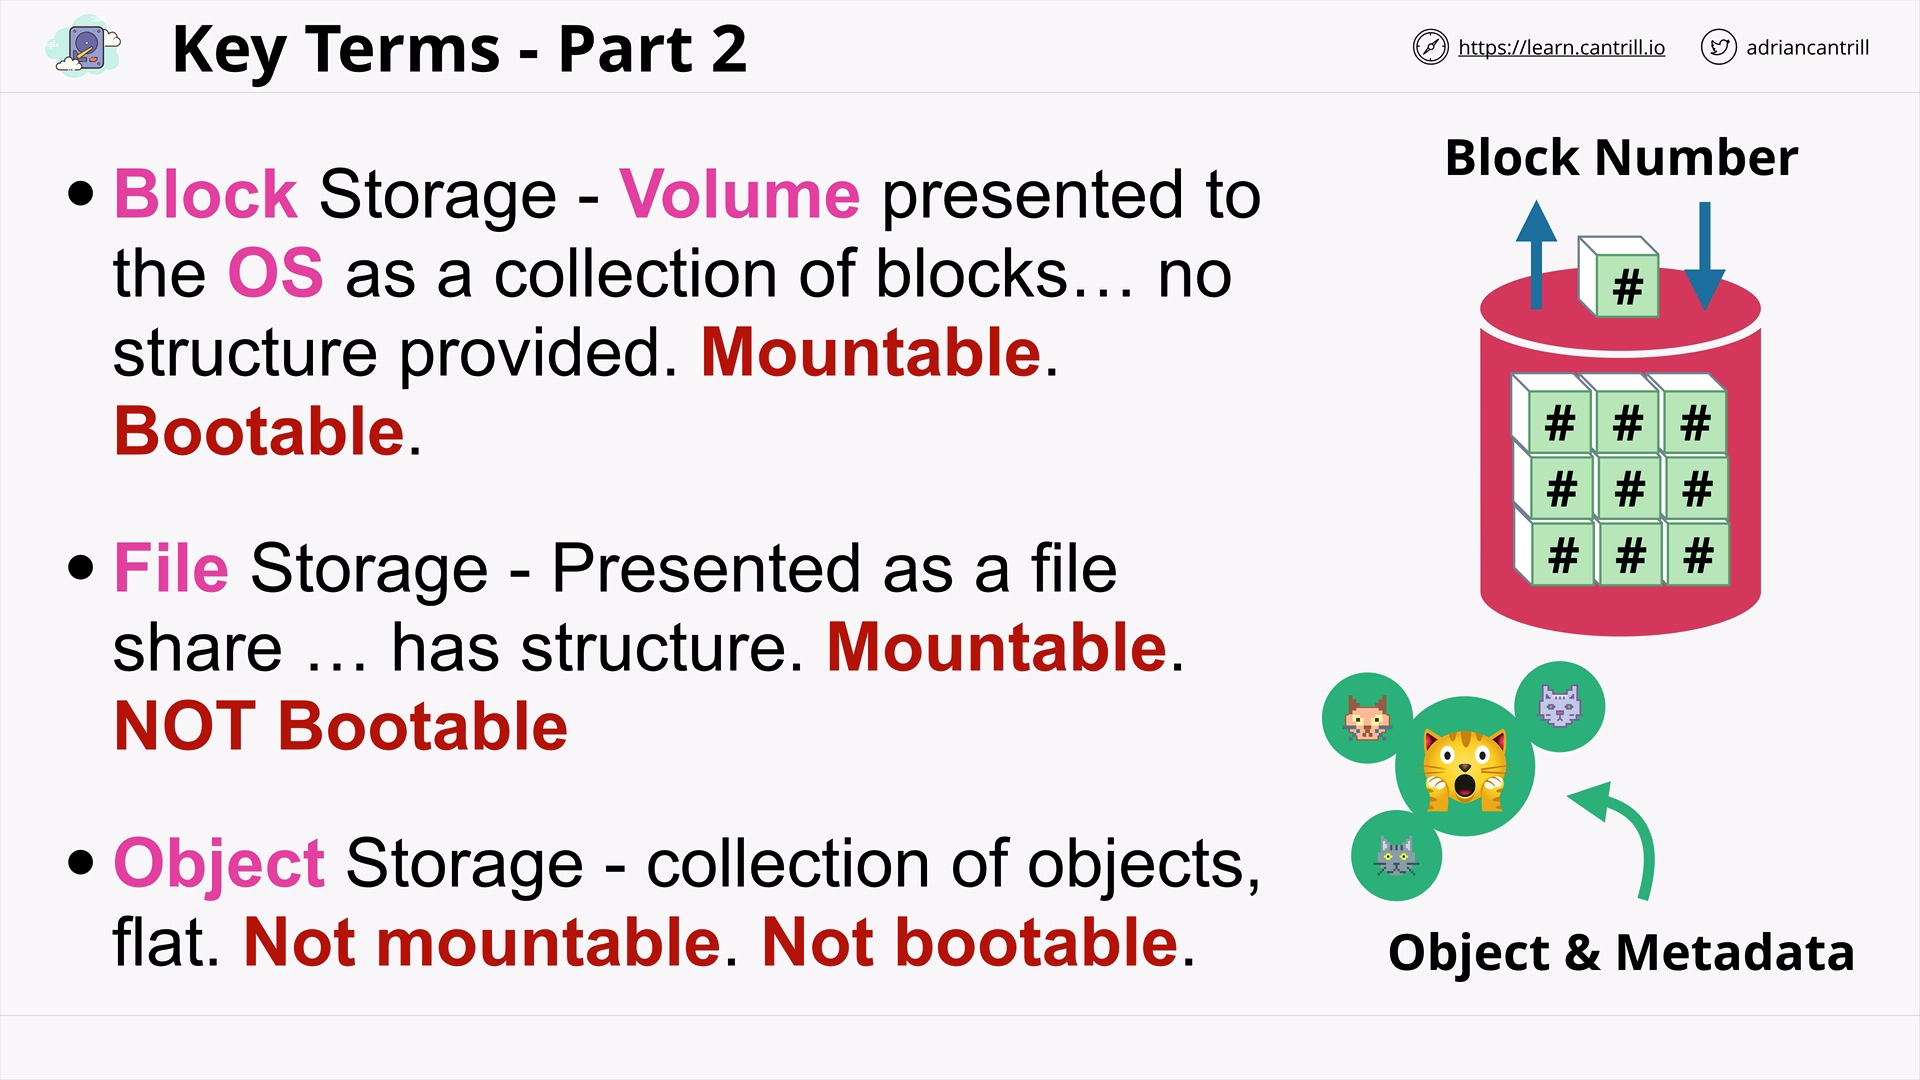 Key Terms - Part 2
https://learn.cantrill.io
adriancantrill
• Block Storage - Volume presented to
the OS as a collection of blocks… no
structure provided. Mountable.
Bootable.
• File Storage - Presented as a file
share … has structure. Mountable.
NOT Bootable
• Object Storage - collection of objects,
flat. Not mountable. Not bootable.
Block Number
#
# # #
# # #
# # #
Object & Metadata